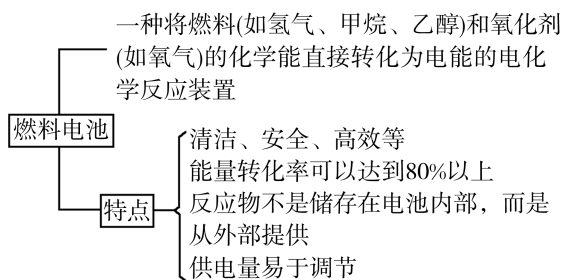 一种将燃料(如氢气、甲烷、乙醇)和氧化剂
(如氧气)的化学能直接转化为电能的电化
学反应装置
燃料电池
清洁、安全、高效等
能量转化率可以达到80%以上
特点
反应物不是储存在电池内部，而是
从外部提供
供电量易于调节